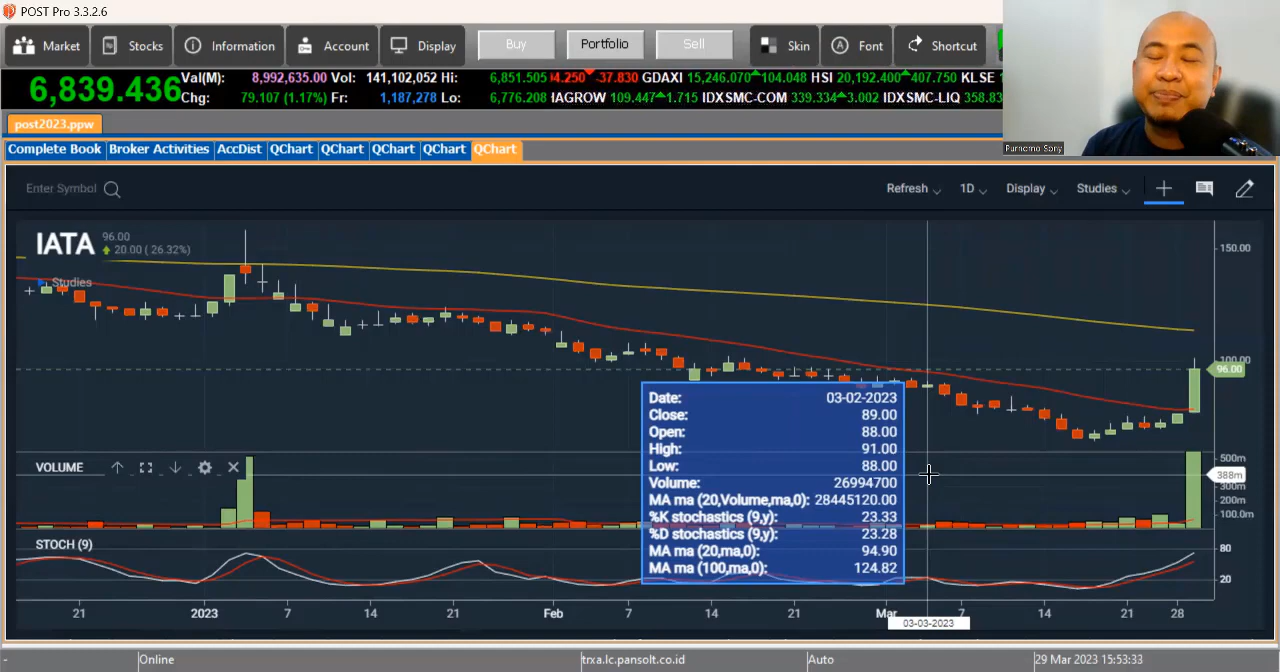 POST Pro 3.3.2.6
Market Stocks Information Account Display Buy Portfolio Sell Skin Font Shortcut
6,839.436 Val(M): 8,992,635.00 Vol: 141,102,052 Hi: 6,851.505 4.250 -37.830 GDAXI 15,246.070 104.048 HSI 20,192.400 407.750 KLSE
Chg: 79.107 (1.17%) Fr: 1,187,278 Lo: 6,776.208 IAGROW 109.447 1.715 IDXSMC-COM 339.334 3.002 IDXSMC-LIQ 358.83
Purnomo Sony
post2023.ppw
Complete Book Broker Activities AccDist QChart QChart QChart QChart QChart
Enter Symbol Refresh 1D Display Studies
IATA 96.00
20.00 ( 26.32%)
Studies
150.00
100.00
96.00
Date: 03-02-2023
Close: 89.00
Open: 88.00
High: 91.00
Low: 88.00
Volume: 26994700
MA ma (20,Volume,ma,0): 28445120.00
%K stochastics (9,y): 23.33
%D stochastics (9,y): 23.28
MA ma (20,ma,0): 94.90
MA ma (100,ma,0): 124.82
VOLUME
500m
388m
300m
200m
100.0m
STOCH (9)
80
20
21 2023 7 14 21 Feb 7 14 21 Mar 7 14 21 28
03-03-2023
- Online trxa.lc.pansolt.co.id Auto 29 Mar 2023 15:53:33